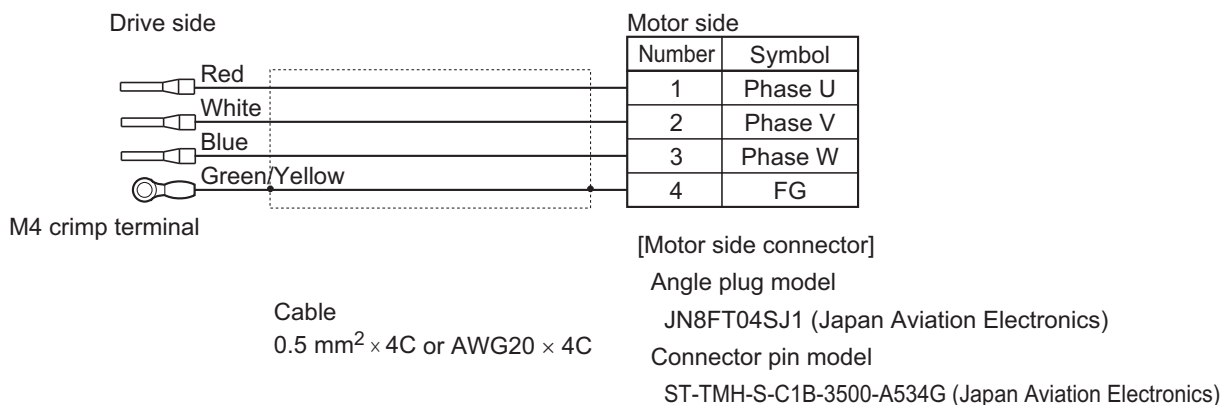 Drive side
Motor side
Number Symbol
Red
1 Phase U
White
2 Phase V
Blue
3 Phase W
Green/Yellow
4 FG
M4 crimp terminal
[Motor side connector]
Angle plug model
JN8FT04SJ1 (Japan Aviation Electronics)
Connector pin model
ST-TMH-S-C1B-3500-A534G (Japan Aviation Electronics)
Cable
0.5 mm² × 4C or AWG20 × 4C